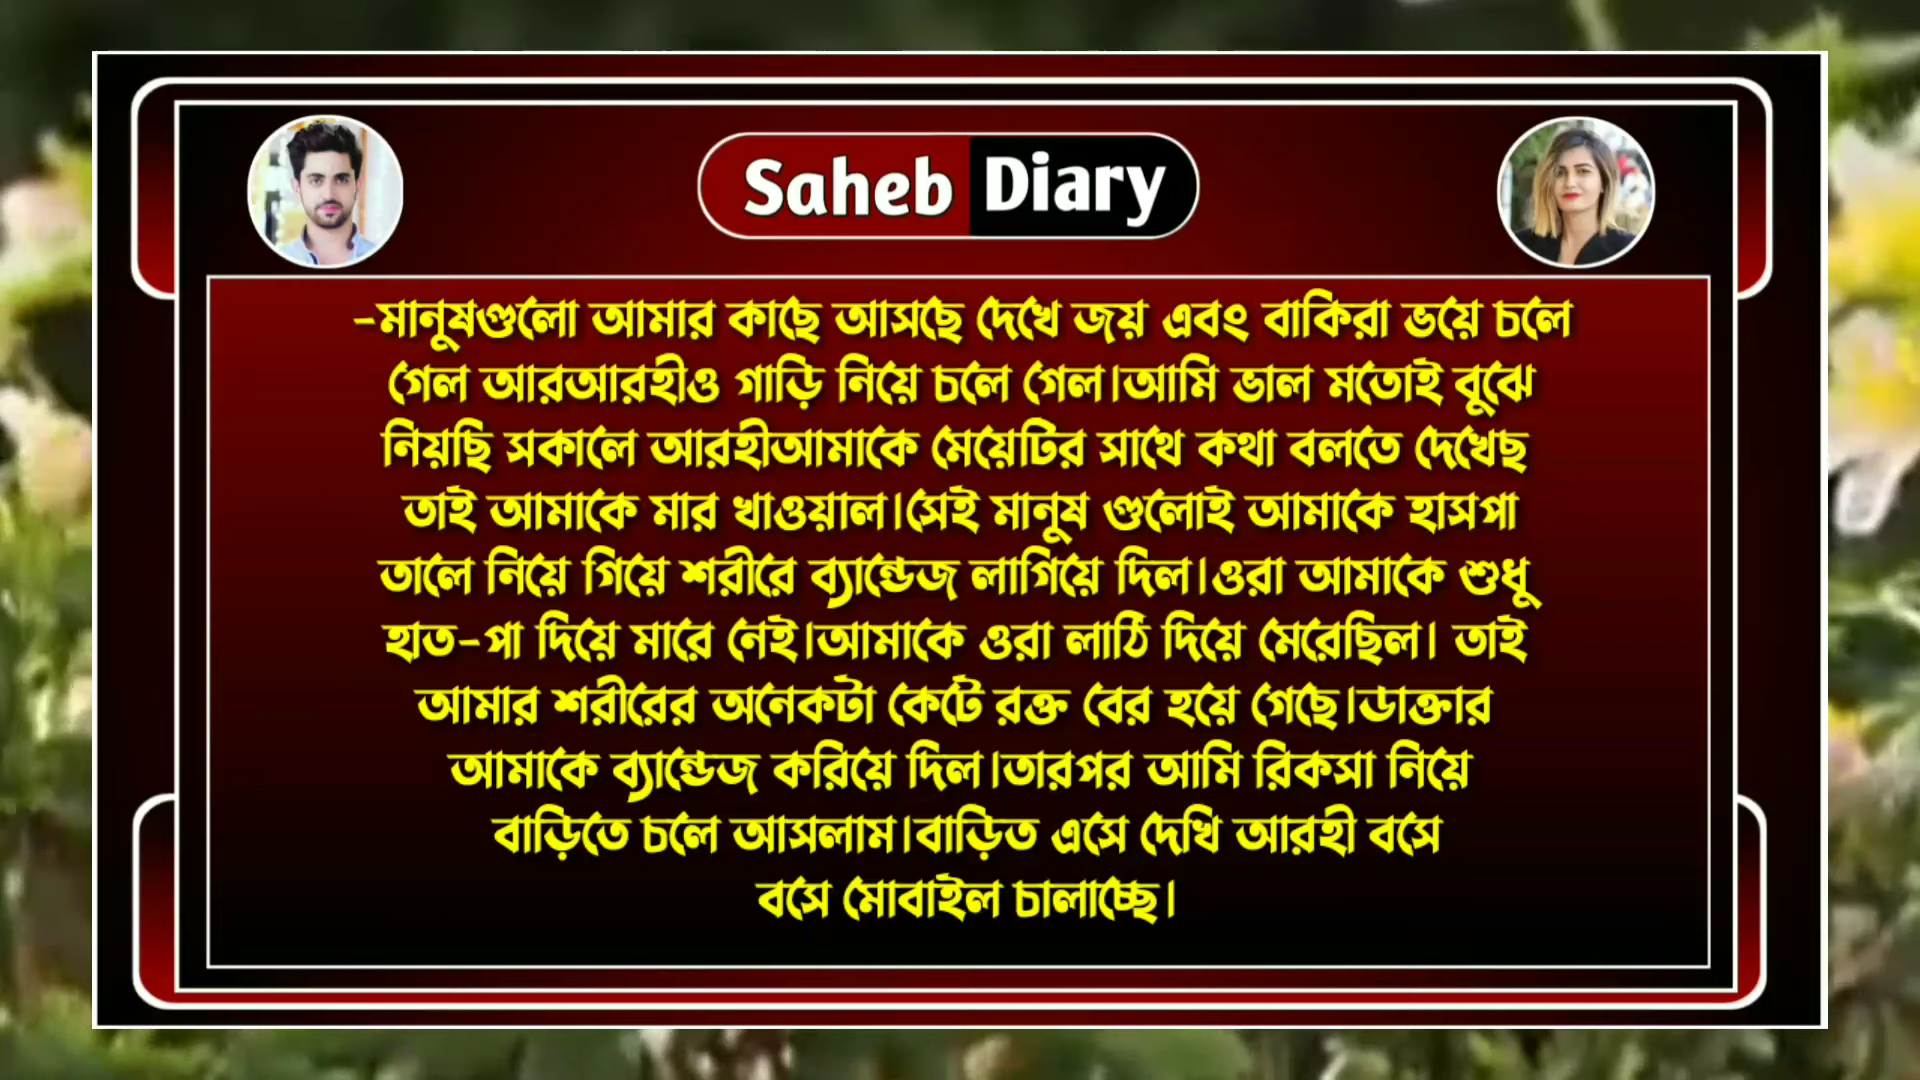 Saheb Diary
-মানুষগুলো আমার কাছে আসছে দেখে জয় এবং বাকিরা ভয়ে চলে
গেল আরআরহীও গাড়ি নিয়ে চলে গেল।আমি ভাল মতোই বুঝে
নিয়ছি সকালে আরহীআমাকে মেয়েটির সাথে কথা বলতে দেখেছ
তাই আমাকে মার খাওয়াল।সেই মানুষ গুলোই আমাকে হাসপা
তালে নিয়ে গিয়ে শরীরে ব্যান্ডেজ লাগিয়ে দিল।ওরা আমাকে শুধু
হাত-পা দিয়ে মারে নেই।আমাকে ওরা লাঠি দিয়ে মেরেছিল। তাই
আমার শরীরের অনেকটা কেটে রক্ত বের হয়ে গেছে।ডাক্তার
আমাকে ব্যান্ডেজ করিয়ে দিল।তারপর আমি রিকসা নিয়ে
বাড়িতে চলে আসলাম।বাড়িত এসে দেখি আরহী বসে
বসে মোবাইল চালাচ্ছে।